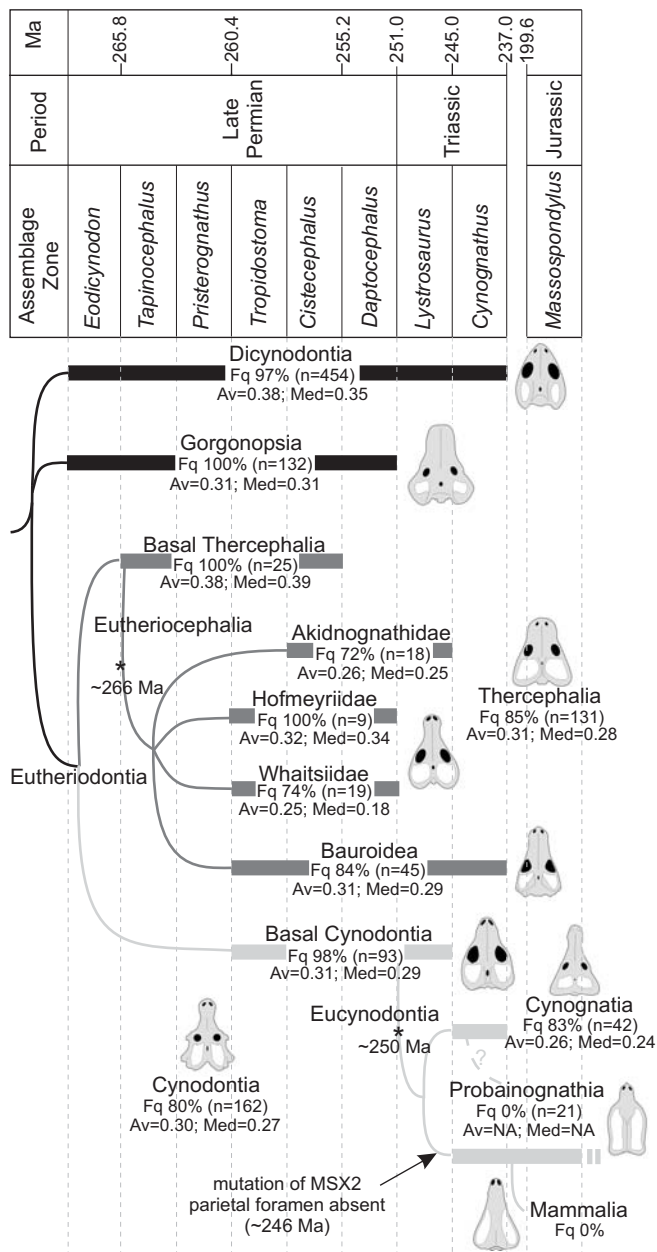 Ma
265.8
260.4
255.2
251.0
245.0
237.0
199.6
Period
Late
Permian
Triassic
Jurassic
Assemblage
Zone
Eodicynodon
Tapinocephalus
Pristerognathus
Tropidostoma
Cistecephalus
Daptocephalus
Lystrosaurus
Cynognathus
Massospondylus
Dicynodontia
Fq 97% (n=454)
Av=0.38; Med=0.35
Gorgonopsia
Fq 100% (n=132)
Av=0.31; Med=0.31
Basal Thercephalia
Fq 100% (n=25)
Av=0.38; Med=0.39
Eutheriocephalia
*
~266 Ma
Akidnognathidae
Fq 72% (n=18)
Av=0.26; Med=0.25
Thercephalia
Fq 85% (n=131)
Av=0.31; Med=0.28
Hofmeyriidae
Fq 100% (n=9)
Av=0.32; Med=0.34
Eutheriodontia
Whaitsiidae
Fq 74% (n=19)
Av=0.25; Med=0.18
Bauroidea
Fq 84% (n=45)
Av=0.31; Med=0.29
Basal Cynodontia
Fq 98% (n=93)
Av=0.31; Med=0.29
Eucynodontia
*
~250 Ma
Cynognatia
Fq 83% (n=42)
Av=0.26; Med=0.24
?
Cynodontia
Fq 80% (n=162)
Av=0.30; Med=0.27
Probainognathia
Fq 0% (n=21)
Av=NA; Med=NA
mutation of MSX2
parietal foramen absent
(~246 Ma)
Mammalia
Fq 0%